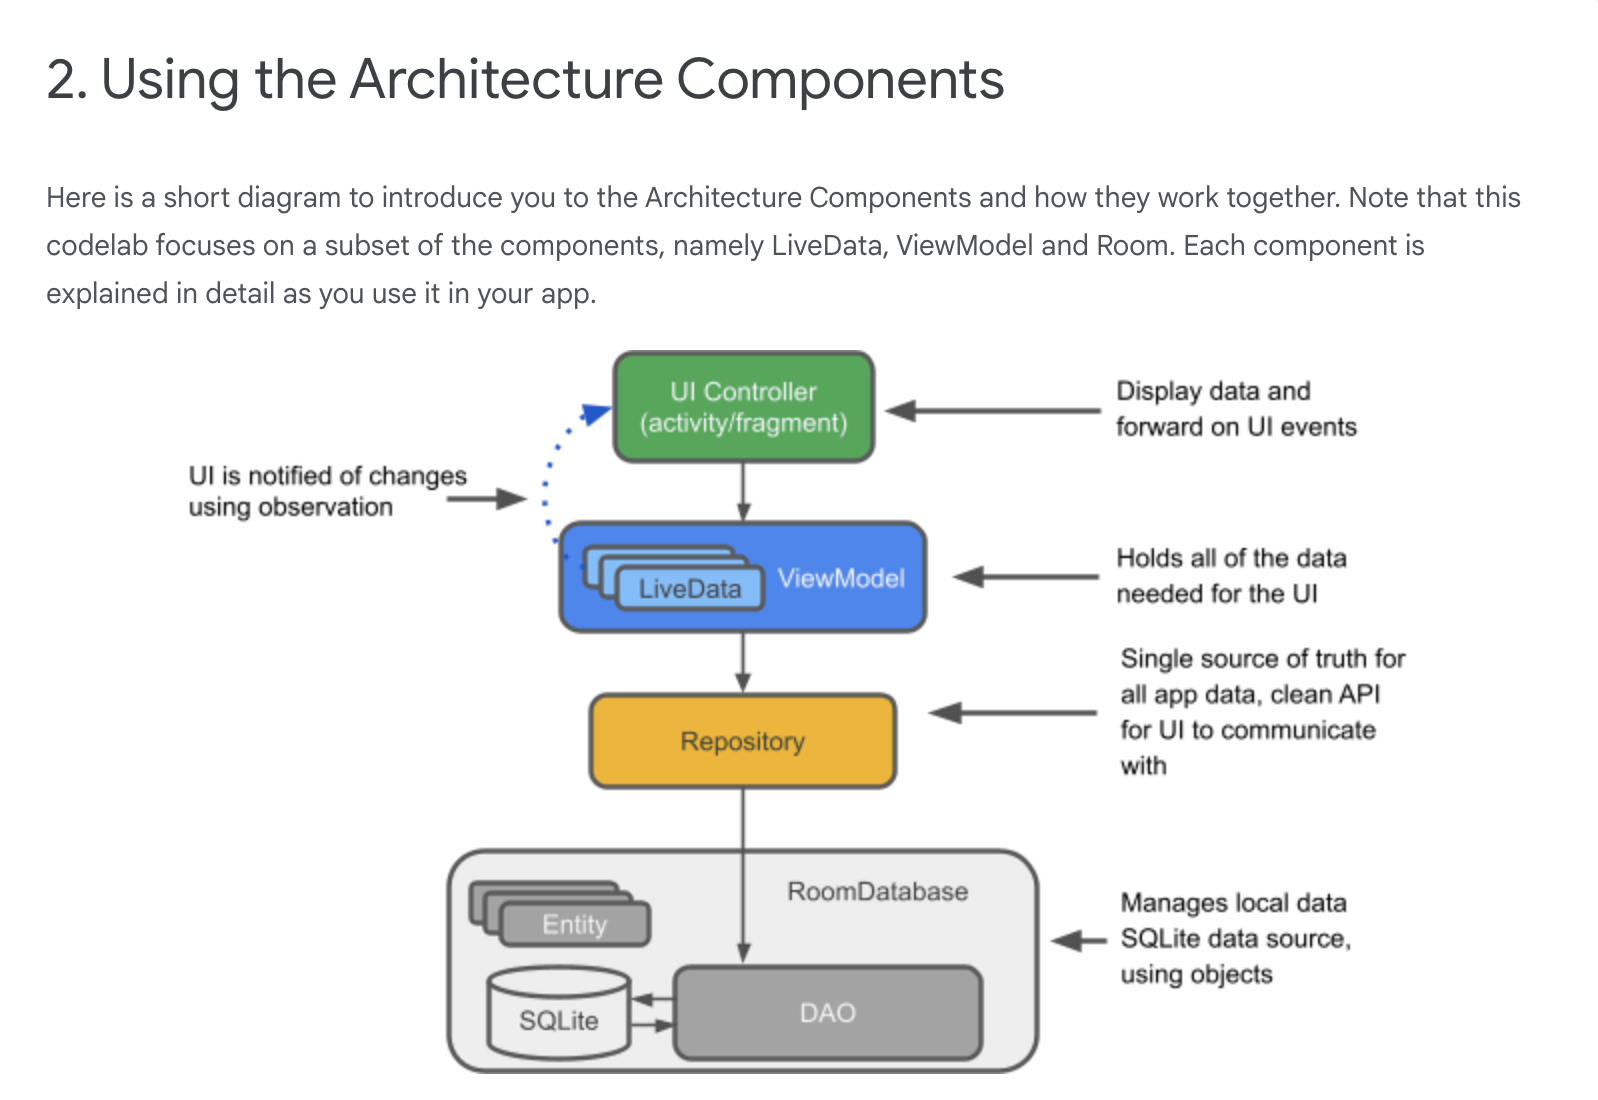 2. Using the Architecture Components
Here is a short diagram to introduce you to the Architecture Components and how they work together. Note that this
codelab focuses on a subset of the components, namely LiveData, ViewModel and Room. Each component is
explained in detail as you use it in your app.
UI Controller
(activity/fragment)
Display data and
forward on UI events
UI is notified of changes
using observation
LiveData
ViewModel
Holds all of the data
needed for the UI
Repository
Single source of truth for
all app data, clean API
for UI to communicate
with
RoomDatabase
Entity
SQLite
DAO
Manages local data
SQLite data source,
using objects